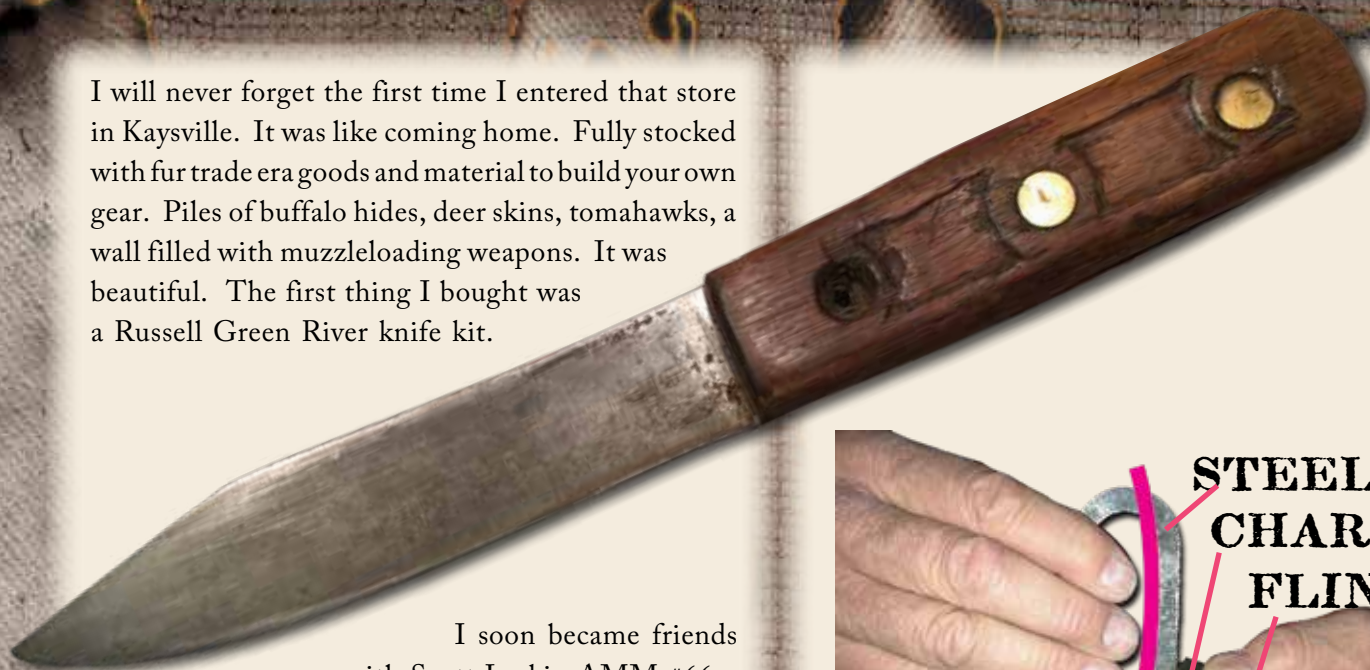 I will never forget the first time I entered that store
in Kaysville. It was like coming home. Fully stocked
with fur trade era goods and material to build your own
gear. Piles of buffalo hides, deer skins, tomahawks, a
wall filled with muzzleloading weapons. It was
beautiful. The first thing I bought was
a Russell Green River knife kit.
I soon became friends
STEEL
CHAR
FLIN